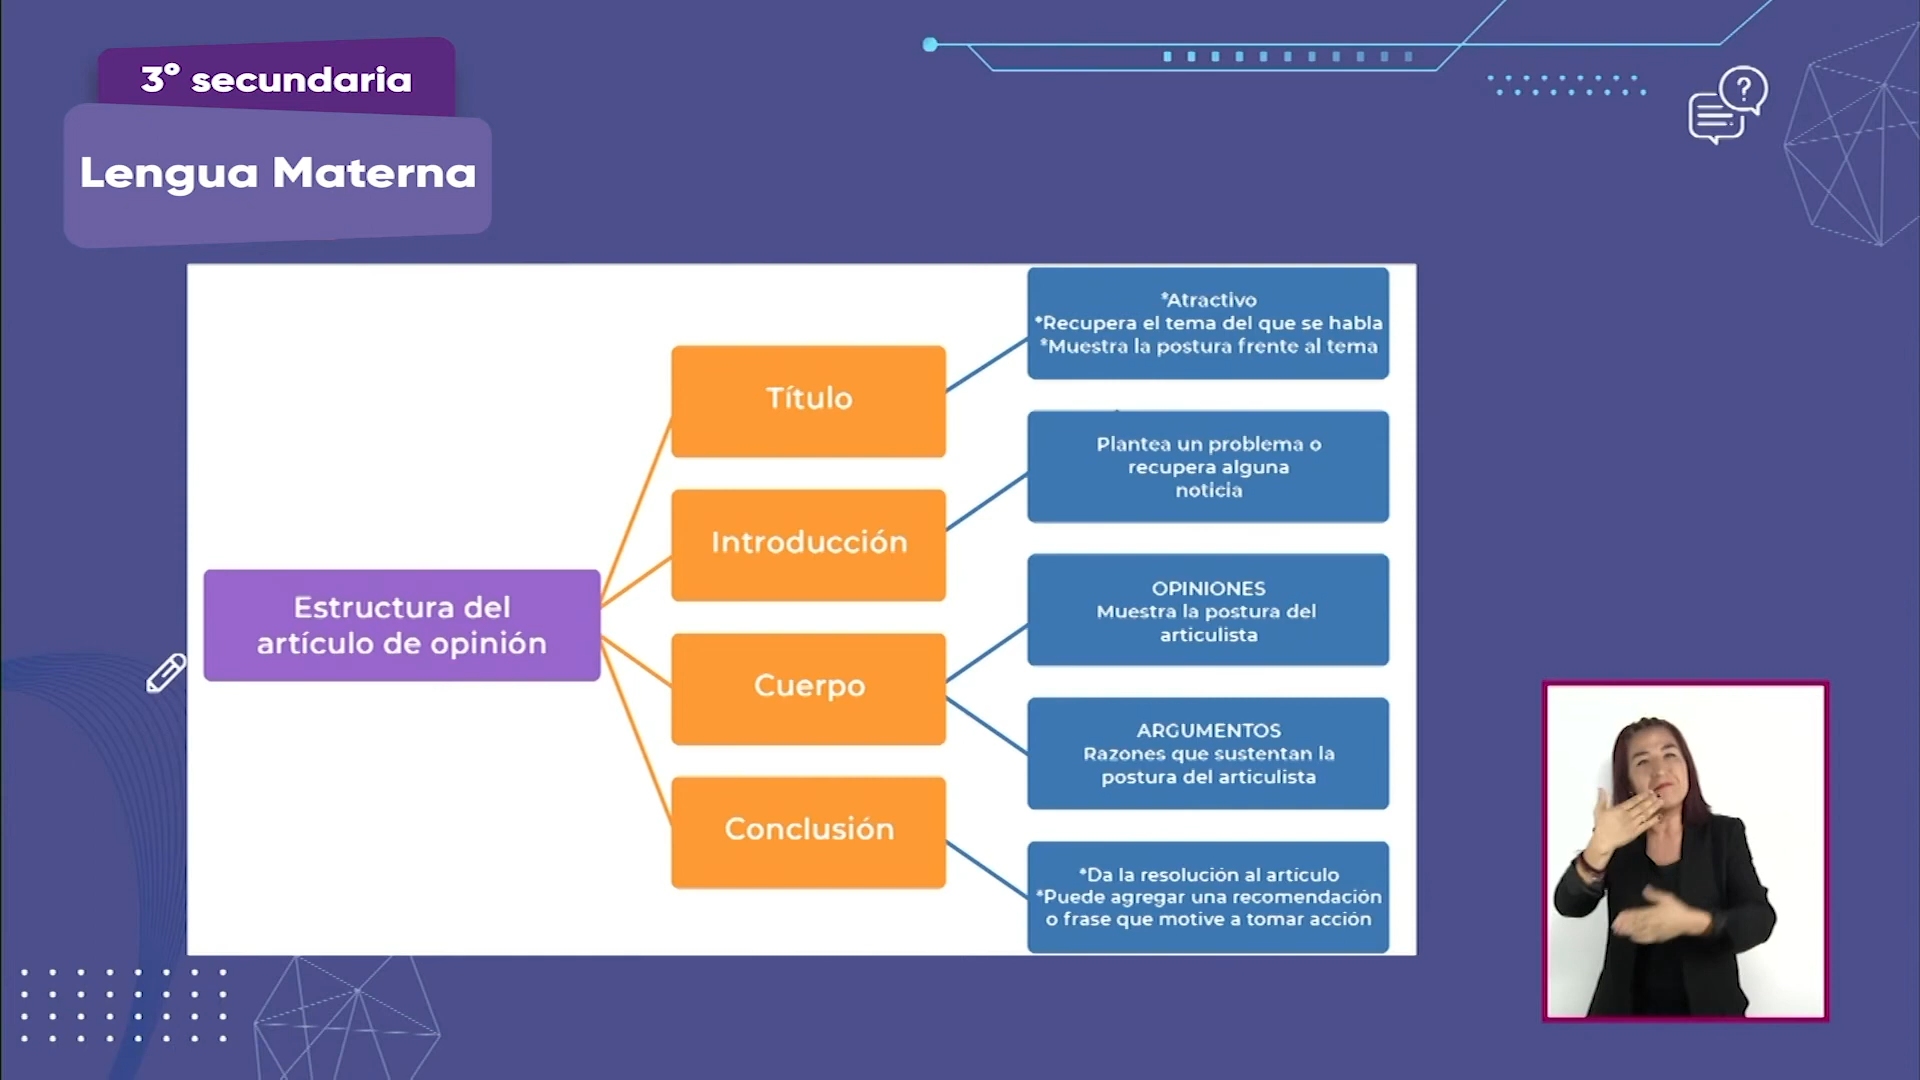 3° secundaria
Lengua Materna
?
Estructura del
artículo de opinión
Título
*Atractivo
*Recupera el tema del que se habla
*Muestra la postura frente al tema
Introducción
Plantea un problema o
recupera alguna
noticia
Cuerpo
OPINIONES
Muestra la postura del
articulista
ARGUMENTOS
Razones que sustentan la
postura del articulista
Conclusión
*Da la resolución al artículo
*Puede agregar una recomendación
o frase que motive a tomar acción